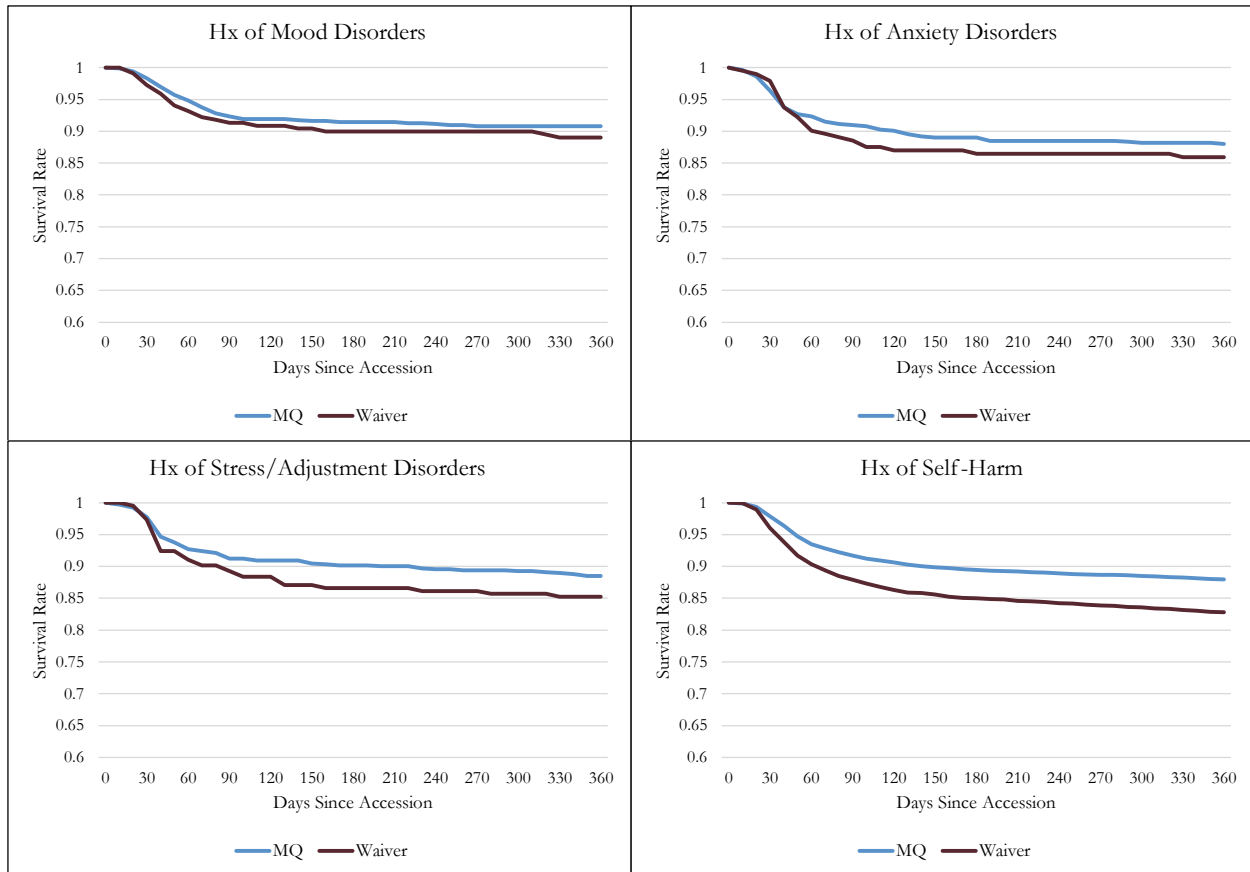 Hx of Mood Disorders
Survival Rate
1
0.95
0.9
0.85
0.8
0.75
0.7
0.65
0.6
0 30 60 90 120 150 180 210 240 270 300 330 360
Days Since Accession
MQ Waiver
Hx of Anxiety Disorders
Survival Rate
1
0.95
0.9
0.85
0.8
0.75
0.7
0.65
0.6
0 30 60 90 120 150 180 210 240 270 300 330 360
Days Since Accession
MQ Waiver
Hx of Stress/Adjustment Disorders
Survival Rate
1
0.95
0.9
0.85
0.8
0.75
0.7
0.65
0.6
0 30 60 90 120 150 180 210 240 270 300 330 360
Days Since Accession
MQ Waiver
Hx of Self-Harm
Survival Rate
1
0.95
0.9
0.85
0.8
0.75
0.7
0.65
0.6
0 30 60 90 120 150 180 210 240 270 300 330 360
Days Since Accession
MQ Waiver